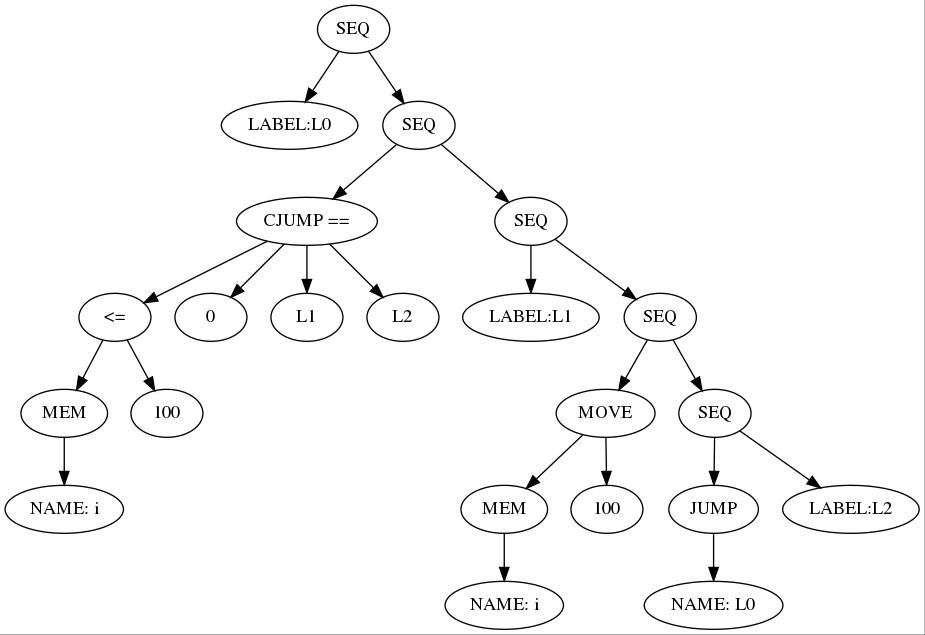 SEQ
LABEL:L0
SEQ
CJUMP ==
SEQ
<=
0
L1
L2
LABEL:L1
SEQ
MEM
100
MOVE
SEQ
NAME: i
MEM
100
JUMP
LABEL:L2
NAME: i
NAME: L0